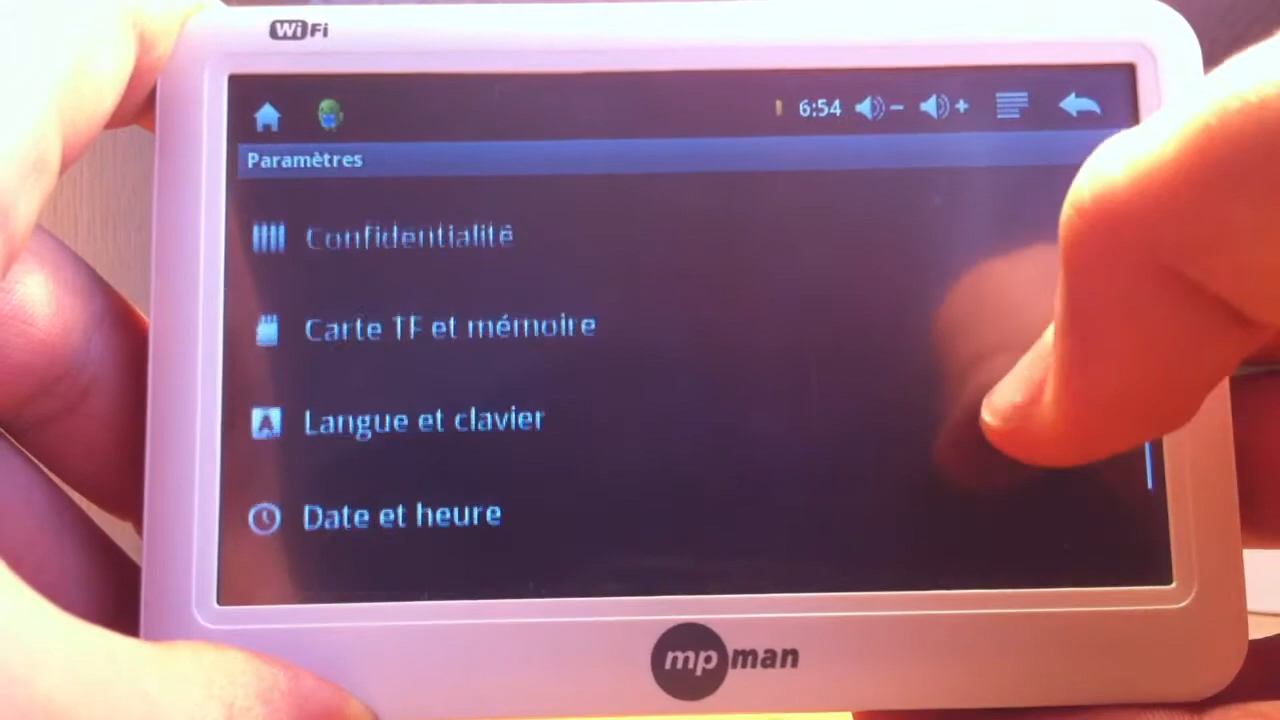 WiFi
6:54
Paramètres
Confidentialité
Carte TF et mémoire
Langue et clavier
Date et heure
mpman